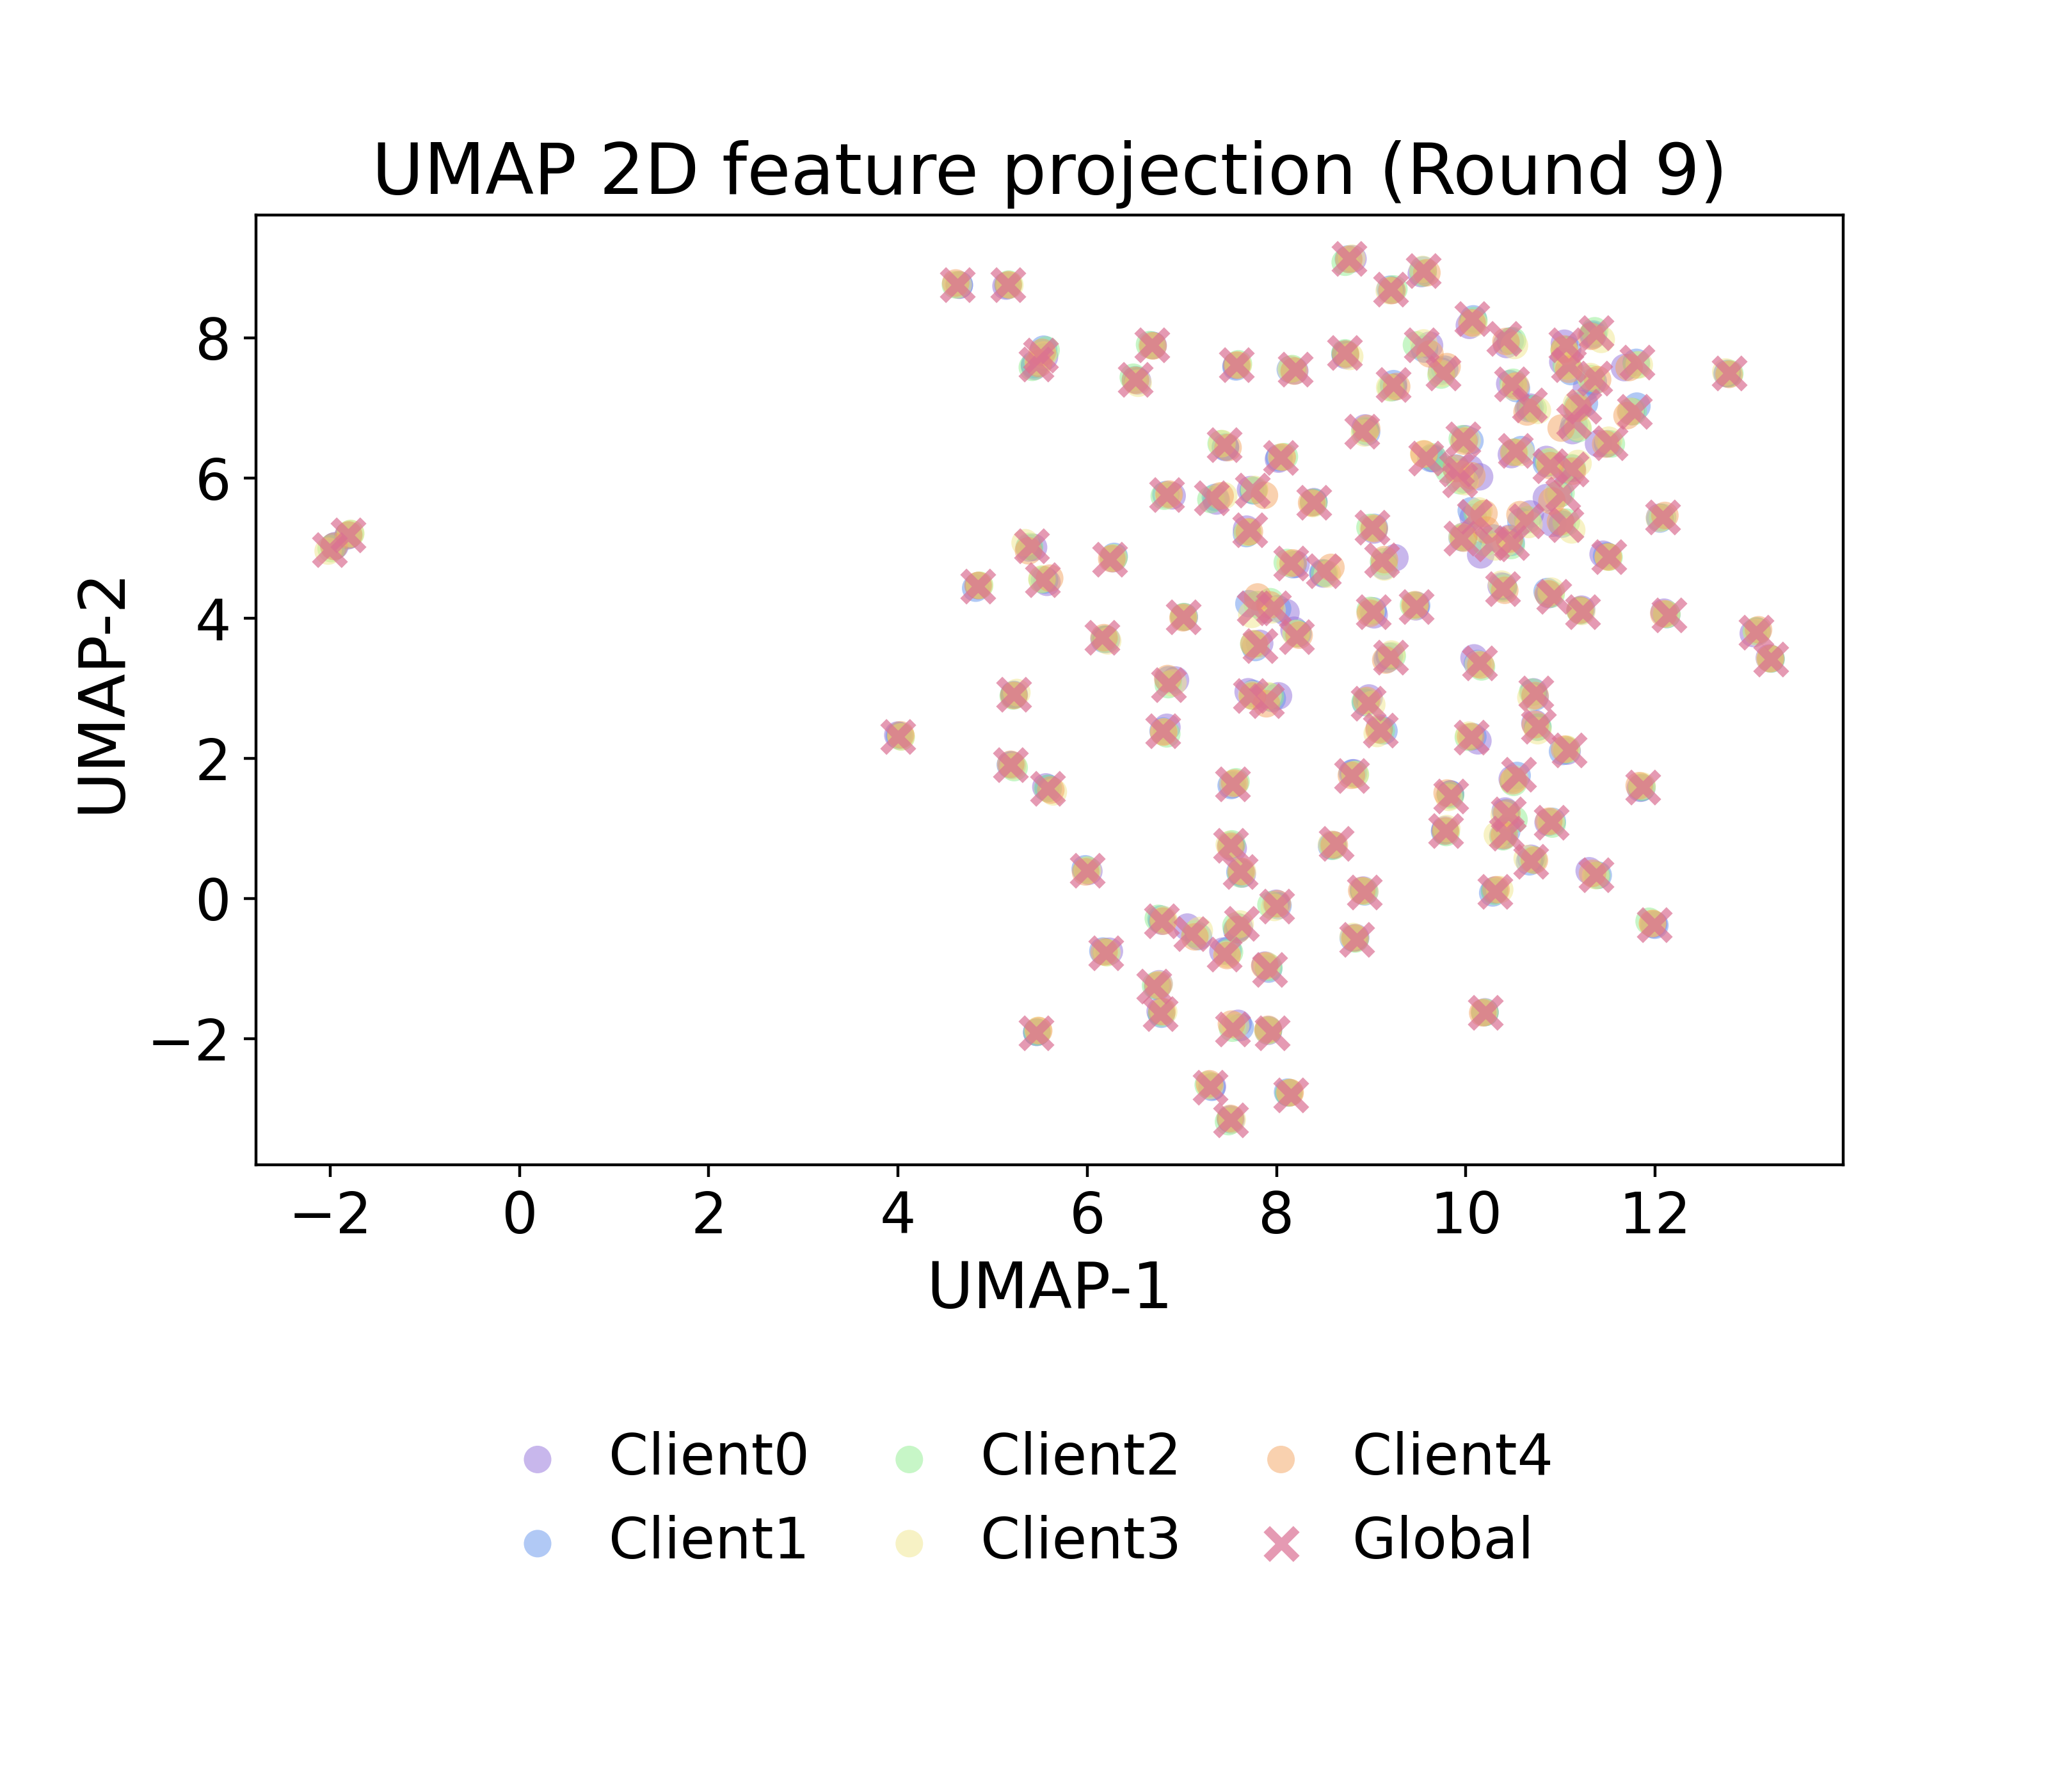 UMAP 2D feature projection (Round 9)
UMAP-2
8
6
4
2
0
−2
−2 0 2 4 6 8 10 12
UMAP-1
Client0 Client2 Client4
Client1 Client3 Global